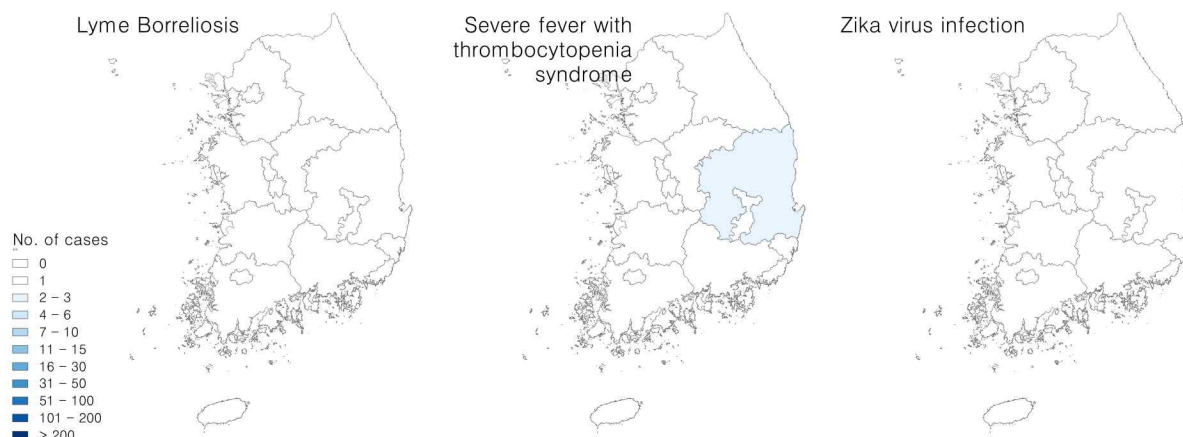 Lyme Borreliosis
Severe fever with
thrombocytopenia
syndrome
Zika virus infection
No. of cases
0
1
2 – 3
4 – 6
7 – 10
11 – 15
16 – 30
31 – 50
51 – 100
101 – 200
> 200